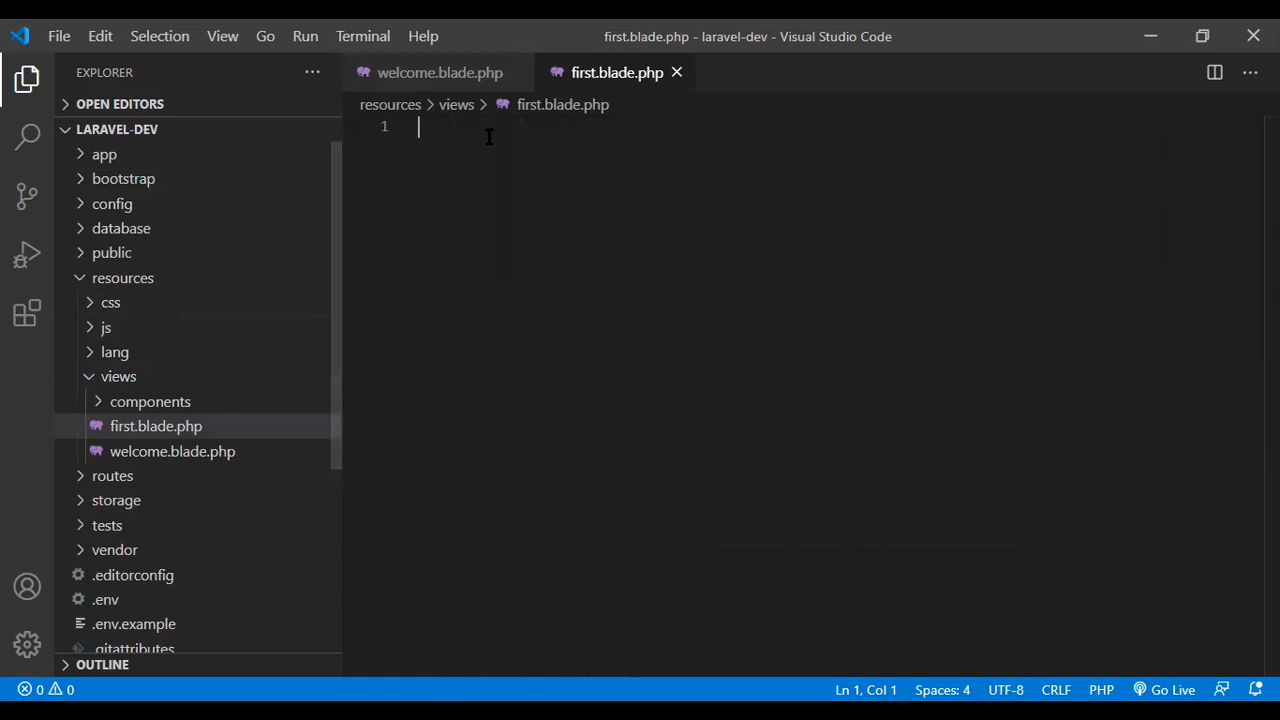 File Edit Selection View Go Run Terminal Help first.blade.php - laravel-dev - Visual Studio Code
EXPLORER
welcome.blade.php first.blade.php
OPEN EDITORS
resources views first.blade.php
LARAVEL-DEV
1
app
bootstrap
config
database
public
resources
css
js
lang
views
components
first.blade.php
welcome.blade.php
routes
storage
tests
vendor
.editorconfig
.env
.env.example
.gitattributes
OUTLINE
0 0 Ln 1, Col 1 Spaces: 4 UTF-8 CRLF PHP Go Live